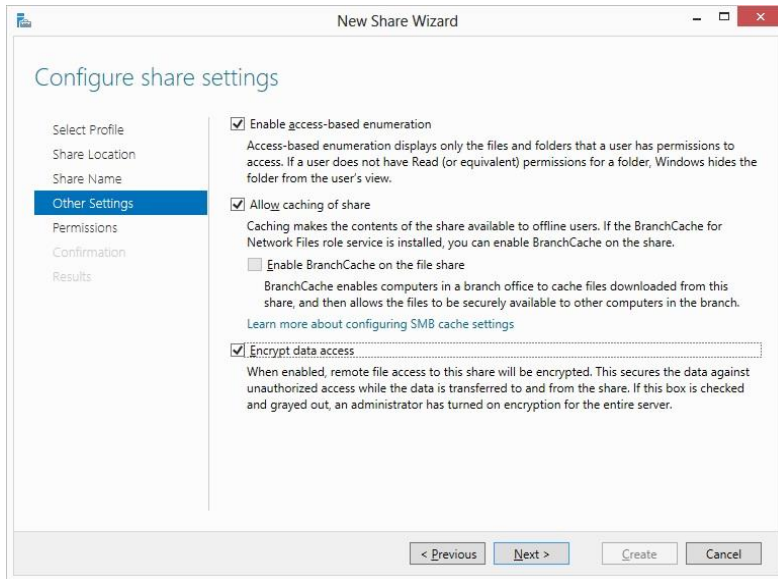 New Share Wizard
Configure share settings
Select Profile
Share Location
Share Name
Other Settings
Permissions
Confirmation
Results
Enable access-based enumeration
Access-based enumeration displays only the files and folders that a user has permissions to
access. If a user does not have Read (or equivalent) permissions for a folder, Windows hides the
folder from the user's view.
Allow caching of share
Caching makes the contents of the share available to offline users. If the BranchCache for
Network Files role service is installed, you can enable BranchCache on the share.
Enable BranchCache on the file share
BranchCache enables computers in a branch office to cache files downloaded from this
share, and then allows the files to be securely available to other computers in the branch.
Learn more about configuring SMB cache settings
Encrypt data access
When enabled, remote file access to this share will be encrypted. This secures the data against
unauthorized access while the data is transferred to and from the share. If this box is checked
and grayed out, an administrator has turned on encryption for the entire server.
< Previous
Next >
Create
Cancel